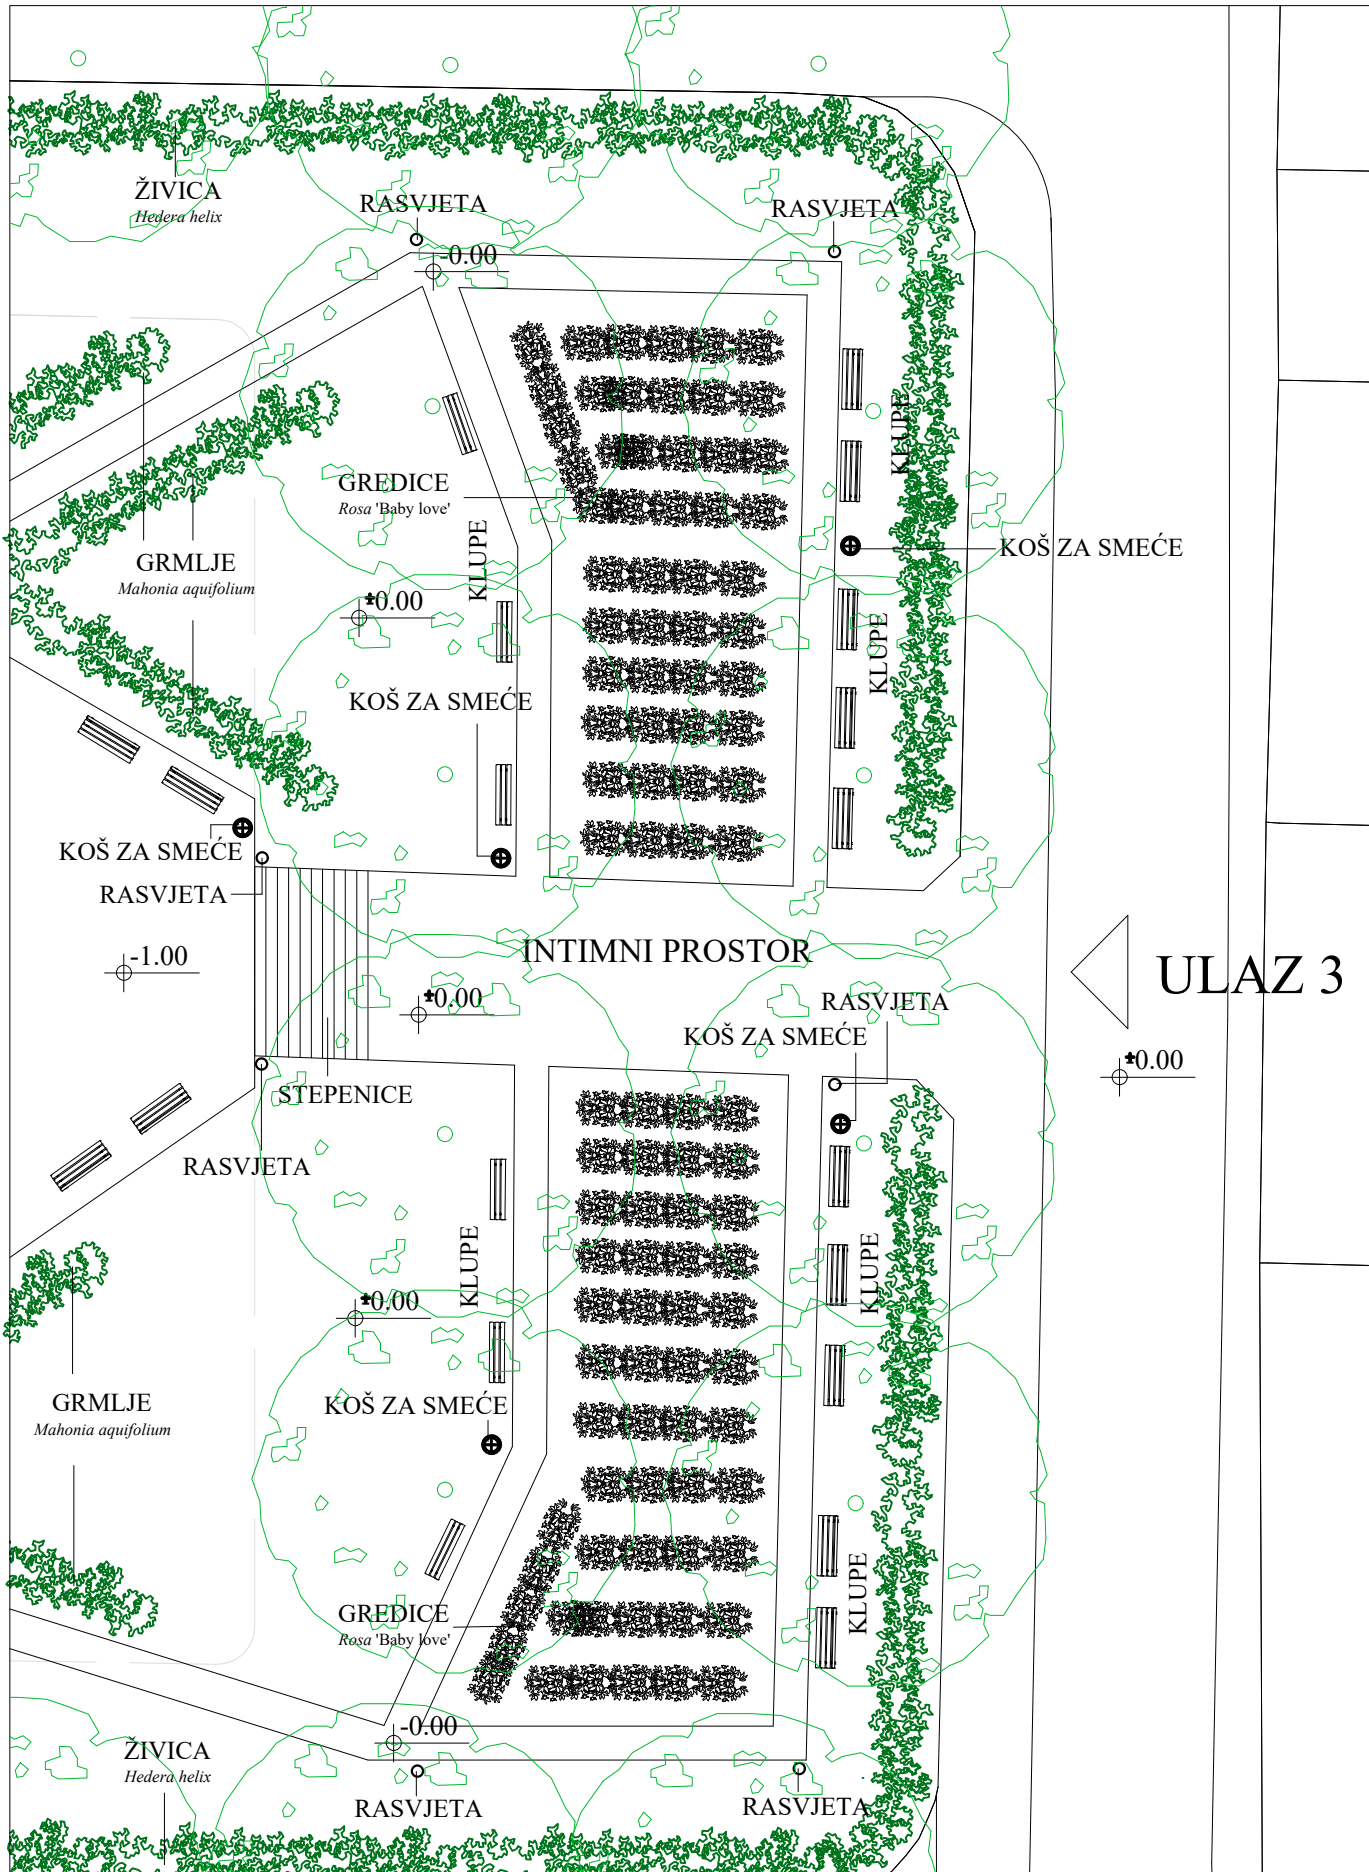 ŽIVICA
Hedera helix
RASVJETA
RASVJETA
-0.00
KLUPE
GREDICE
Rosa 'Baby love'
KLUPE
KOŠ ZA SMEĆE
GRMLJE
Mahonia aquifolium
±0.00
KLUPE
KOŠ ZA SMEĆE
KOŠ ZA SMEĆE
RASVJETA
INTIMNI PROSTOR
-1.00
ULAZ 3
±0.00
RASVJETA
KOŠ ZA SMEĆE
±0.00
STEPENICE
RASVJETA
KLUPE
KLUPE
±0.00
GRMLJE
Mahonia aquifolium
KOŠ ZA SMEĆE
KLUPE
GREDICE
Rosa 'Baby love'
-0.00
ŽIVICA
Hedera helix
RASVJETA
RASVJETA